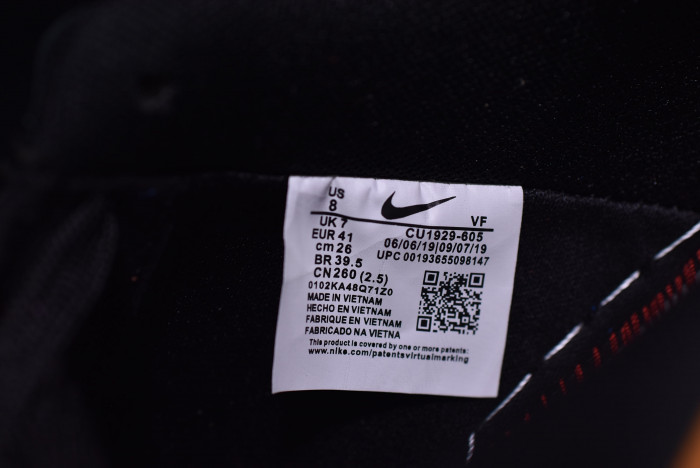 US
8
VF
UK 7
EUR 41
cm 26
BR 39.5
CN 260 (2.5)
0102KA48Q71Z0
CU1929-605
06/06/19|09/07/19
UPC 00193655098147
MADE IN VIETNAM
HECHO EN VIETNAM
FABRIQUE EN VIETNAM
FABRICADO NA VIETNA
This product is covered by one or more patents:
www.nike.com/patentsvirtualmarking